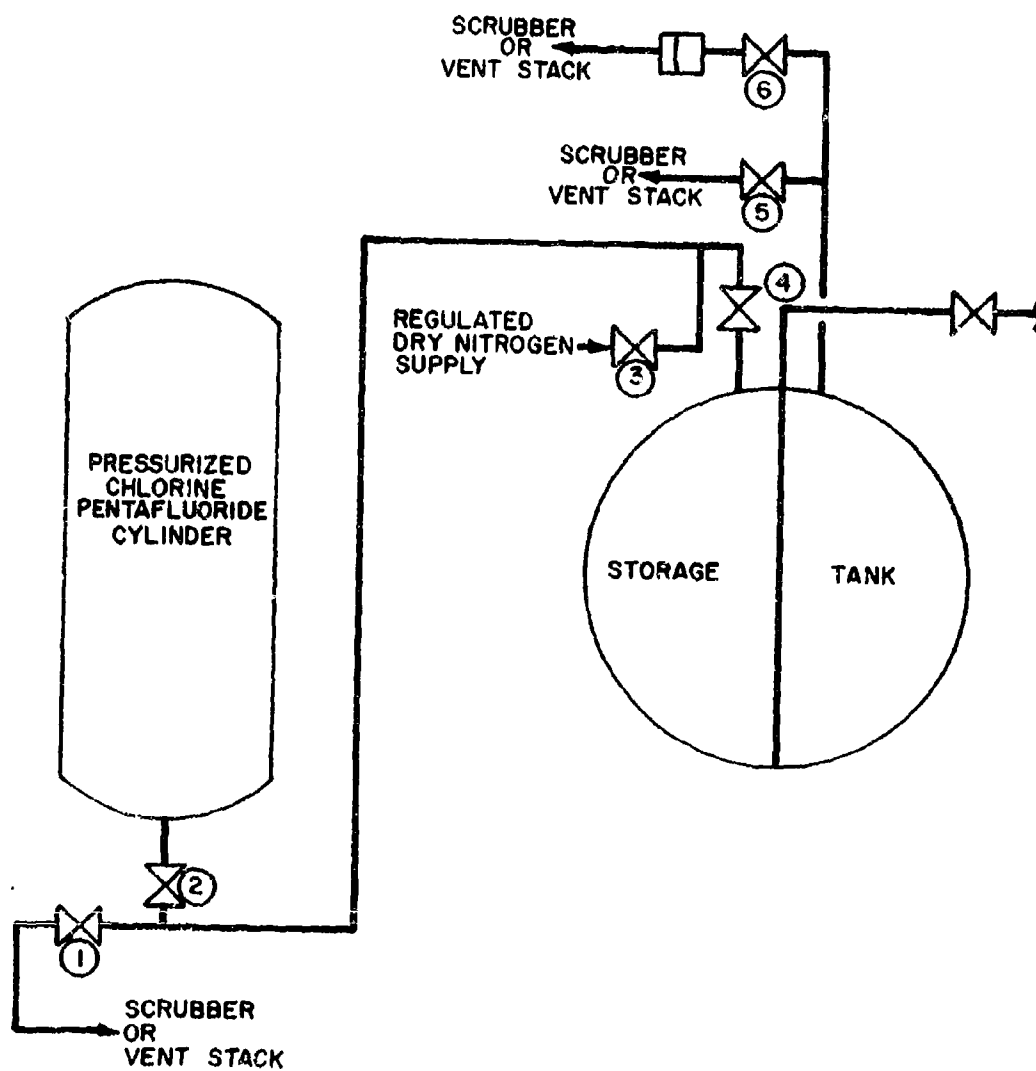 SCRUBBER
OR
VENT STACK
6
SCRUBBER
OR
VENT STACK
5
4
REGULATED
DRY NITROGEN
SUPPLY
3
PRESSURIZED
CHLORINE
PENTAFLUORIDE
CYLINDER
STORAGE TANK
2
1
SCRUBBER
OR
VENT STACK